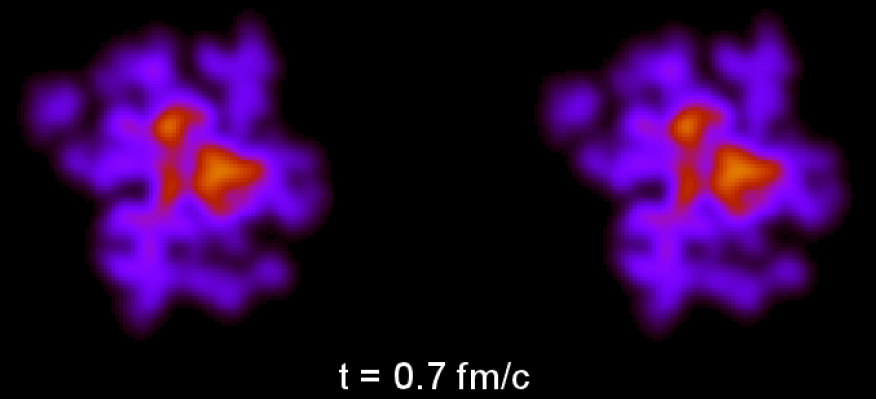 t = 0.7 fm/c